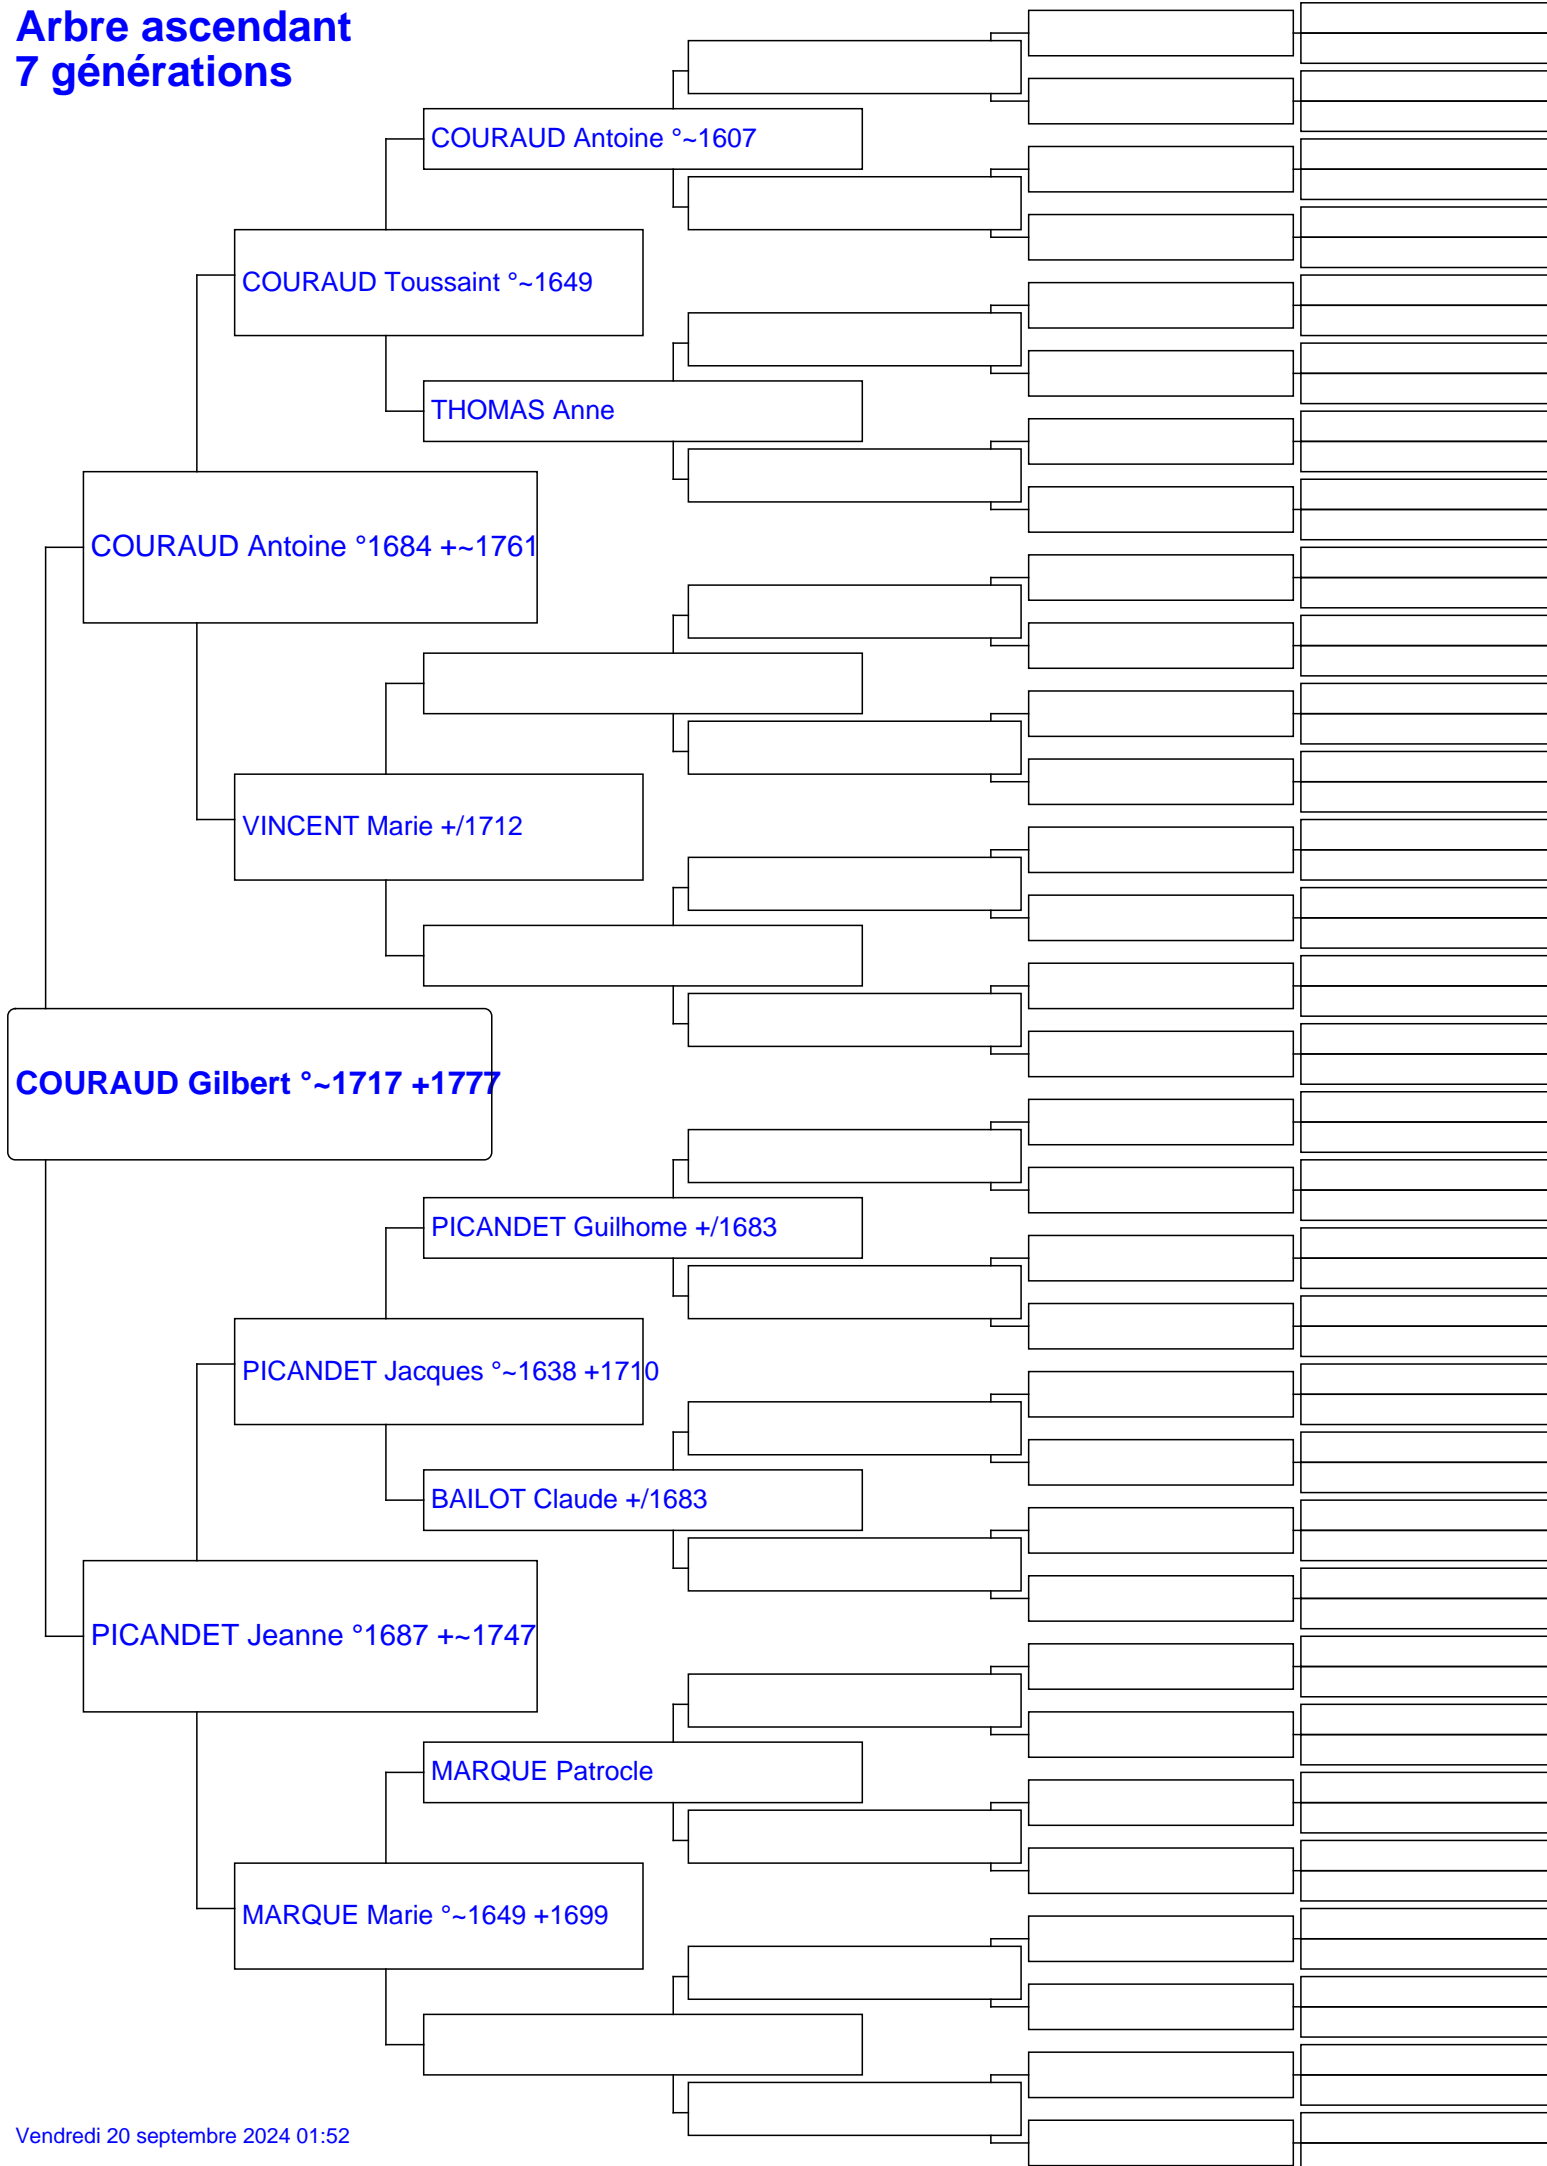 Arbre ascendant
7 générations
COURAUD Antoine °~1607
COURAUD Toussaint °~1649
THOMAS Anne
COURAUD Antoine °1684 +~1761
VINCENT Marie +/1712
COURAUD Gilbert °~1717 +1777
PICANDET Guilhome +/1683
PICANDET Jacques °~1638 +1710
BAILOT Claude +/1683
PICANDET Jeanne °1687 +~1747
MARQUE Patrocle
MARQUE Marie °~1649 +1699
Vendredi 20 septembre 2024 01:52